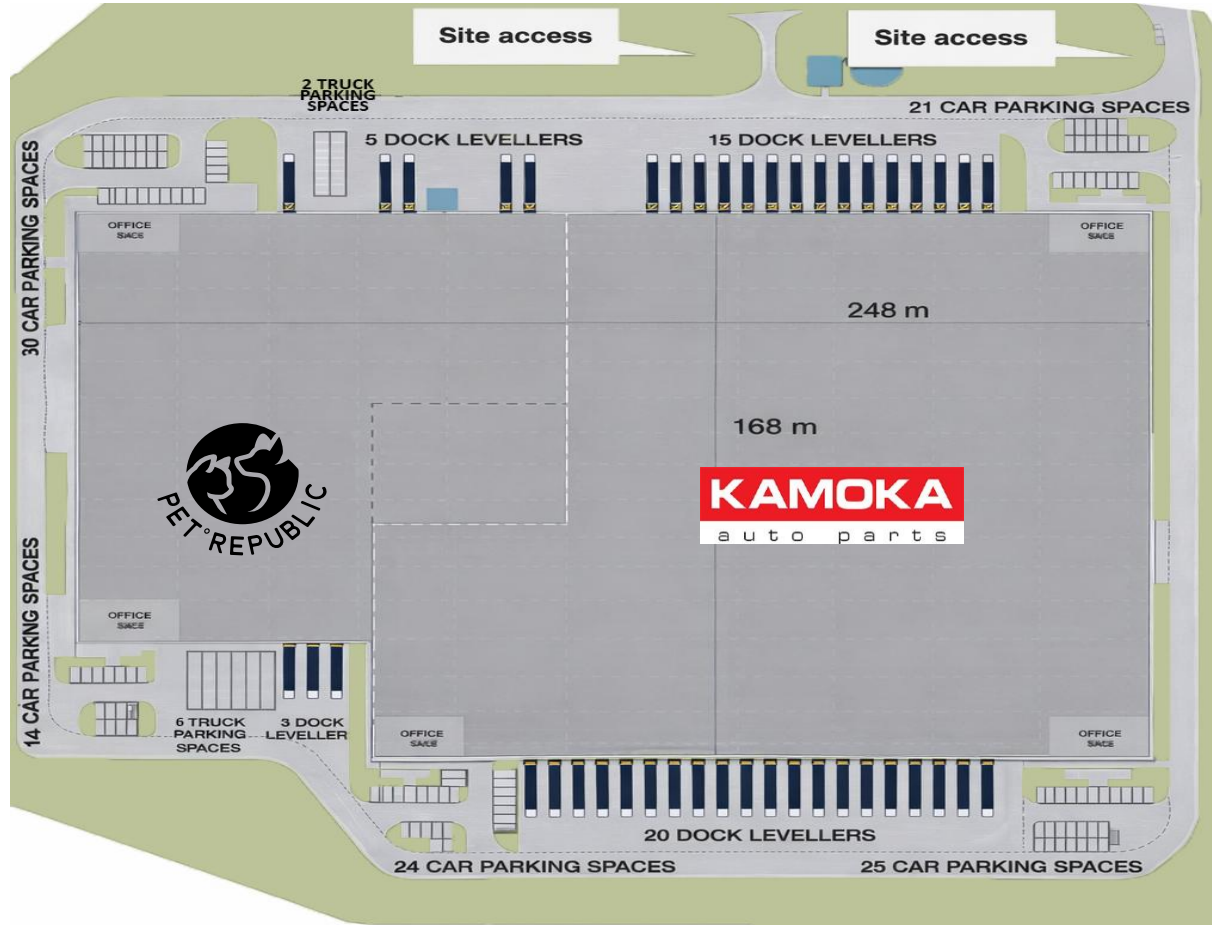 Site access
Site access
2 TRUCK
PARKING
SPACES
21 CAR PARKING SPACES
5 DOCK LEVELLERS
15 DOCK LEVELLERS
30 CAR PARKING SPACES
OFFICE
OFFICE
248 m
168 m
PET°REPUBLIC
KAMOKA
auto parts
14 CAR PARKNG SPACES
OFFICE
6 TRUCK
PARKING
SPACES
3 DOCK
LEVELLER
OFFICE
OFFICE
20 DOCK LEVELLERS
24 CAR PARKING SPACES
25 CAR PARKING SPACES